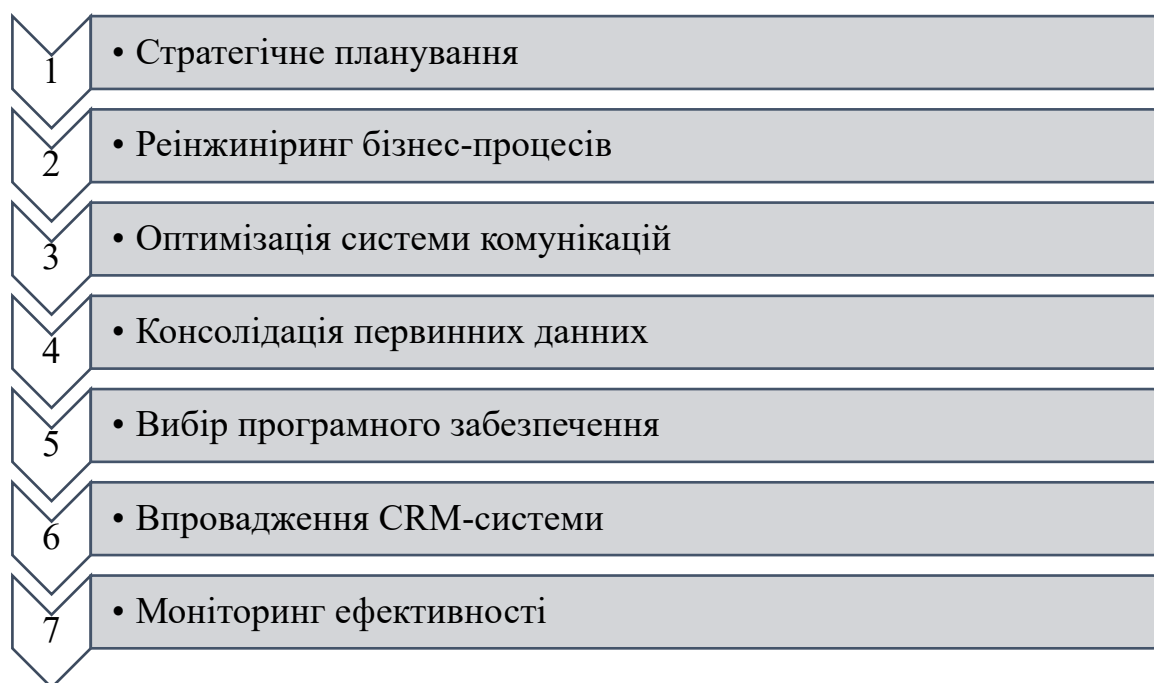 1 • Стратегічне планування
2 • Реінжиніринг бізнес-процесів
3 • Оптимізація системи комунікацій
4 • Консолідація первинних данних
5 • Вибір програмного забезпечення
6 • Впровадження CRM-системи
7 • Моніторинг ефективності